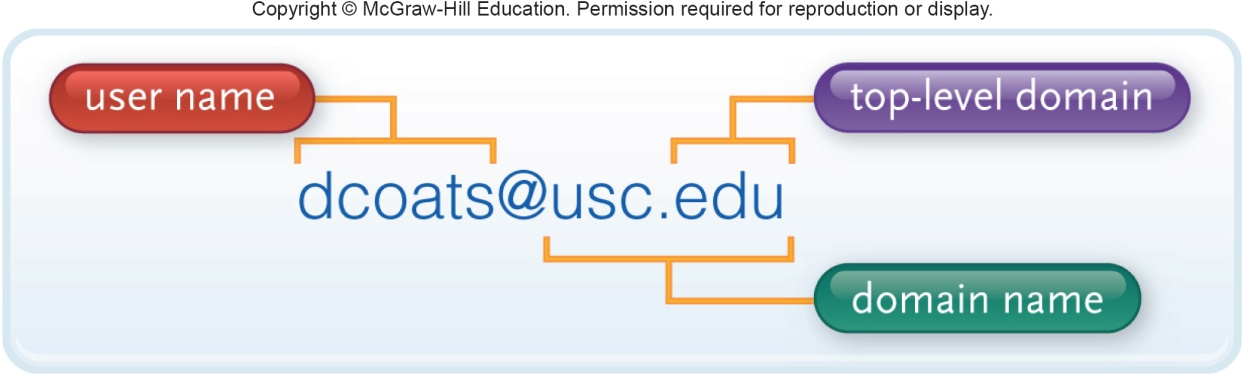 Copyright © McGraw-Hill Education. Permission required for reproduction or display.
user name
top-level domain
dcoats@usc.edu
domain name